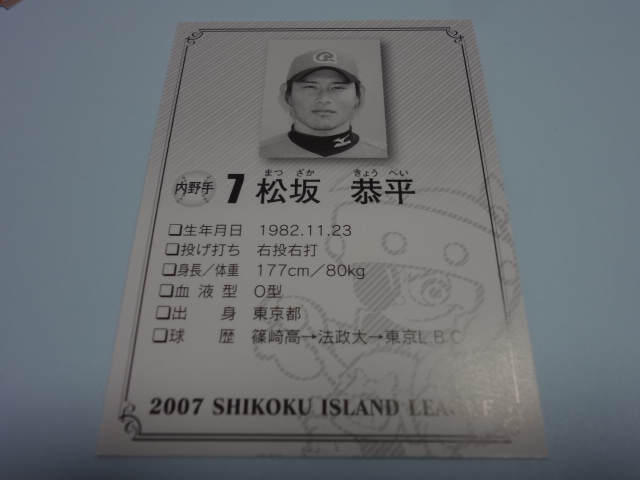 内野手 7 松坂 恭平
まつ ざか きょう へい
❑生年月日 1982.11.23
❑投げ打ち 右投右打
❑身長／体重 177cm／80kg
❑血液型 O型
❑出身 東京都
❑球歴 篠崎高→法政大→東京L.B.C
2007 SHIKOKU ISLAND LEAGUE